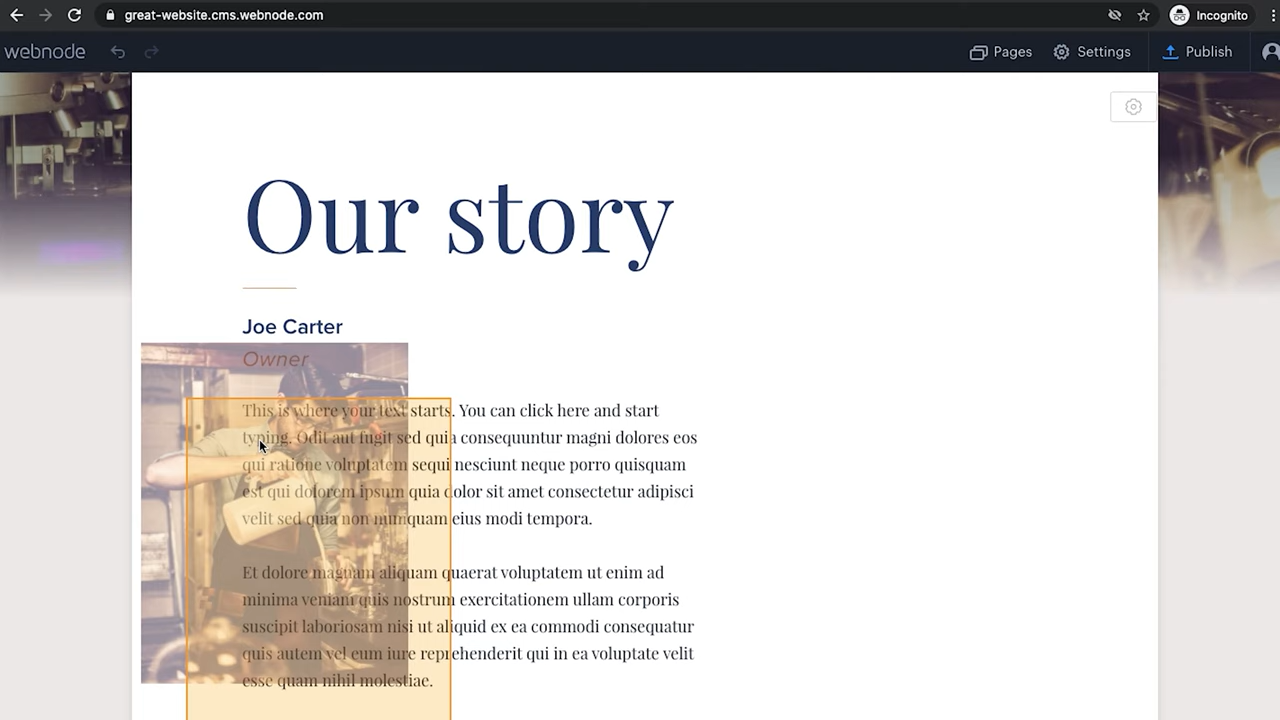 great-website.cms.webnode.com
Incognito
webnode
Pages
Settings
Publish
Our story
Joe Carter
Owner
This is where your text starts. You can click here and start
typing. Odit aut fugit sed quia consequuntur magni dolores eos
qui ratione voluptatem sequi nesciunt neque porro quisquam
est qui dolorem ipsum quia dolor sit amet consectetur adipisci
velit sed quia non numquam eius modi tempora.
Et dolore magnam aliquam quaerat voluptatem ut enim ad
minima veniam quis nostrum exercitationem ullam corporis
suscipit laboriosam nisi ut aliquid ex ea commodi consequatur
quis autem vel eum iure reprehenderit qui in ea voluptate velit
esse quam nihil molestiae.